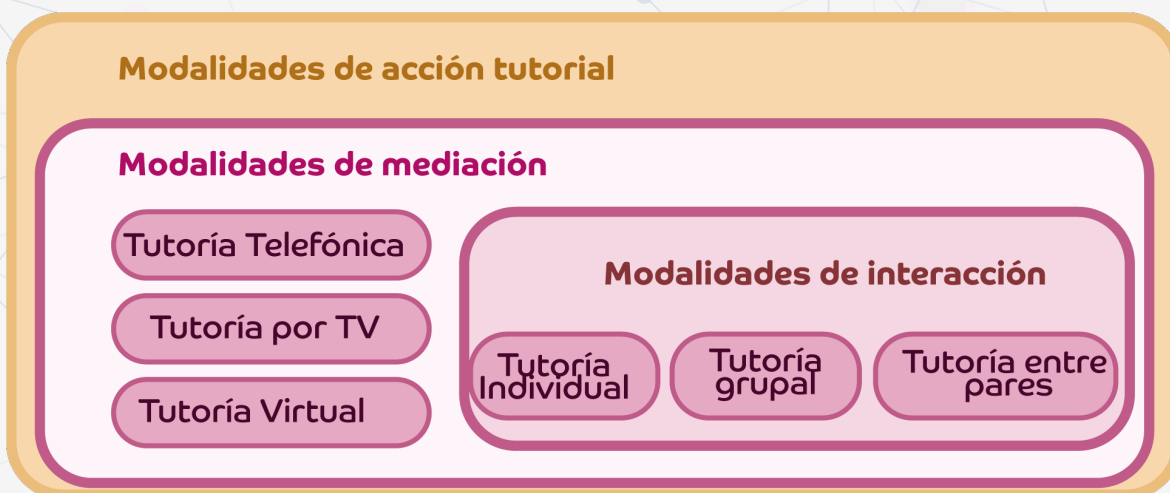 Modalidades de acción tutorial
Modalidades de mediación
Tutoría Telefónica
Tutoría por TV
Tutoría Virtual
Modalidades de interacción
Tutoría
Individual
Tutoría
grupal
Tutoría entre
pares